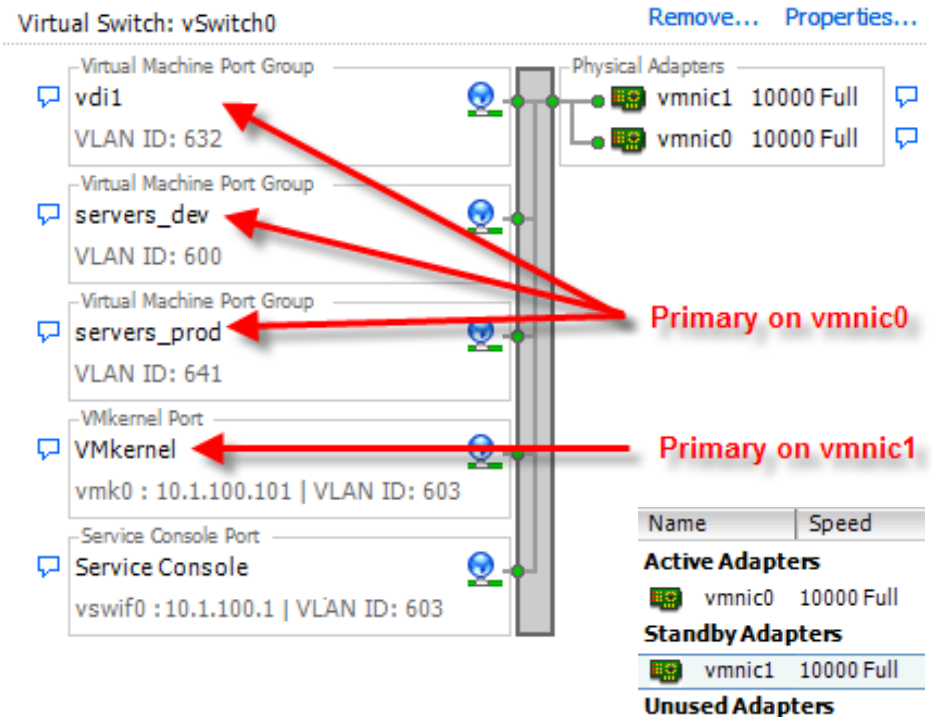 Virtual Switch: vSwitch0
Remove... Properties...
Virtual Machine Port Group
vdi1
VLAN ID: 632
Physical Adapters
vmnic1 10000 Full
vmnic0 10000 Full
Virtual Machine Port Group
servers_dev
VLAN ID: 600
Virtual Machine Port Group
servers_prod
VLAN ID: 641
Primary on vmnic0
VMkernel Port
VMkernel
vmk0 : 10.1.100.101 | VLAN ID: 603
Primary on vmnic1
Service Console Port
Service Console
vswif0 :10.1.100.1 | VLAN ID: 603
Name Speed
Active Adapters
vmnic0 10000 Full
Standby Adapters
vmnic1 10000 Full
Unused Adapters